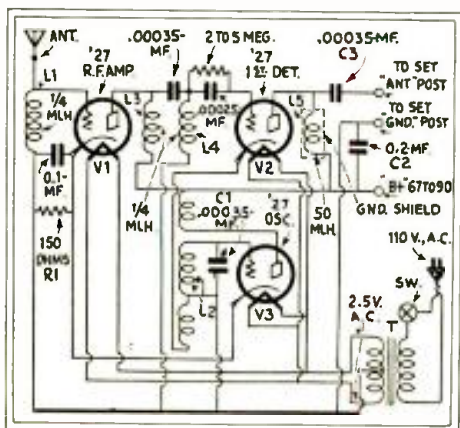 ANT.
'27
R.F. AMP.
.00035-
MF.
2 TO 5 MEG.
'27
1ST DET.
.00035-MF.
C3
TO SET
"ANT" POST
TO SET
"GND." POST
L1
1/4
MLH
L3
.00025
MF.
L4
L5
0.1-
MF.
V1
V2
0.2-MF.
C2
"B+" 67 TO 90
1/4
MLH
50
MLH.
GND. SHIELD
150
OHMS
R1
C1
.00035-
MF.
'27
OSC.
110 V., A.C.
L2
V3
SW.
2.5V.
A.C.
T